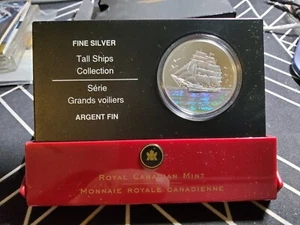 FINE SILVER
Tall Ships
Collection
Série
Grands voiliers
ARGENT FIN
ROYAL CANADIAN MINT
MONNAIE ROYALE CANADIENNE